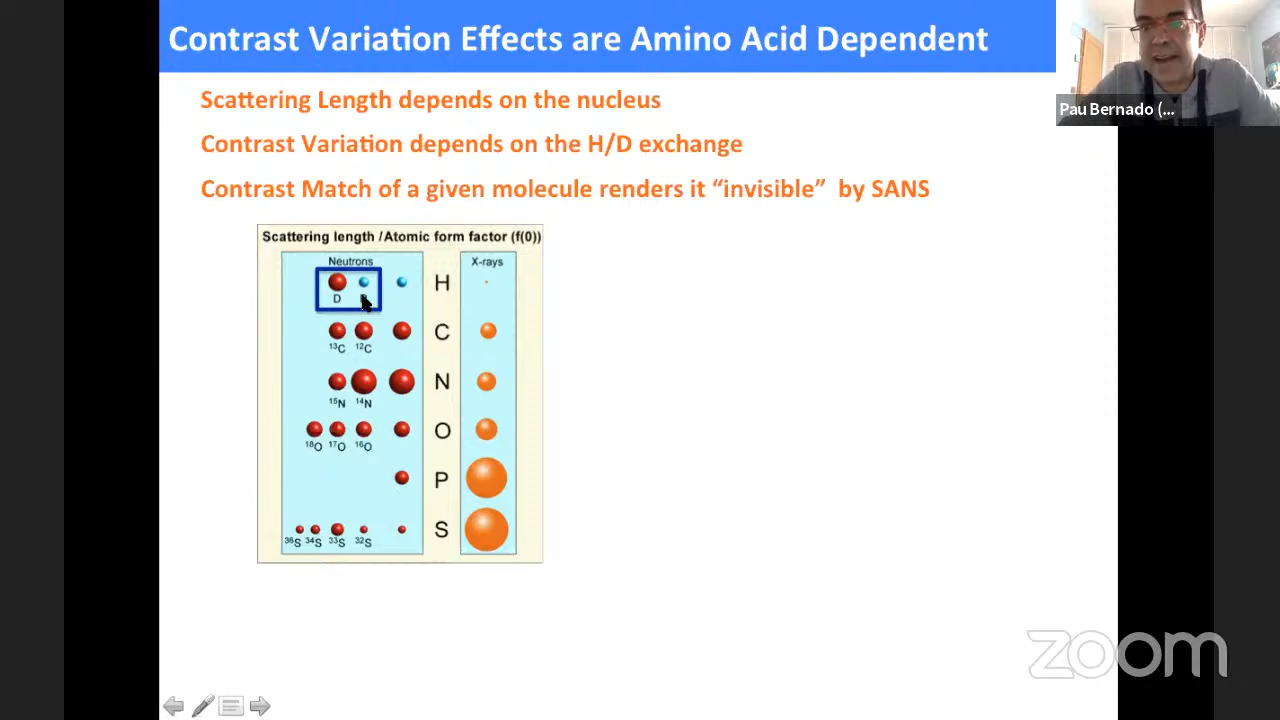 Contrast Variation Effects are Amino Acid Dependent
Pau Bernado (...
Scattering Length depends on the nucleus
Contrast Variation depends on the H/D exchange
Contrast Match of a given molecule renders it “invisible” by SANS
Scattering length /Atomic form factor (f(0))
Neutrons
X-rays
H
D
C
¹³C ¹²C
N
¹⁵N ¹⁴N
O
¹⁸O ¹⁷O ¹⁶O
P
S
³⁶S ³⁴S ³³S ³²S
zoom